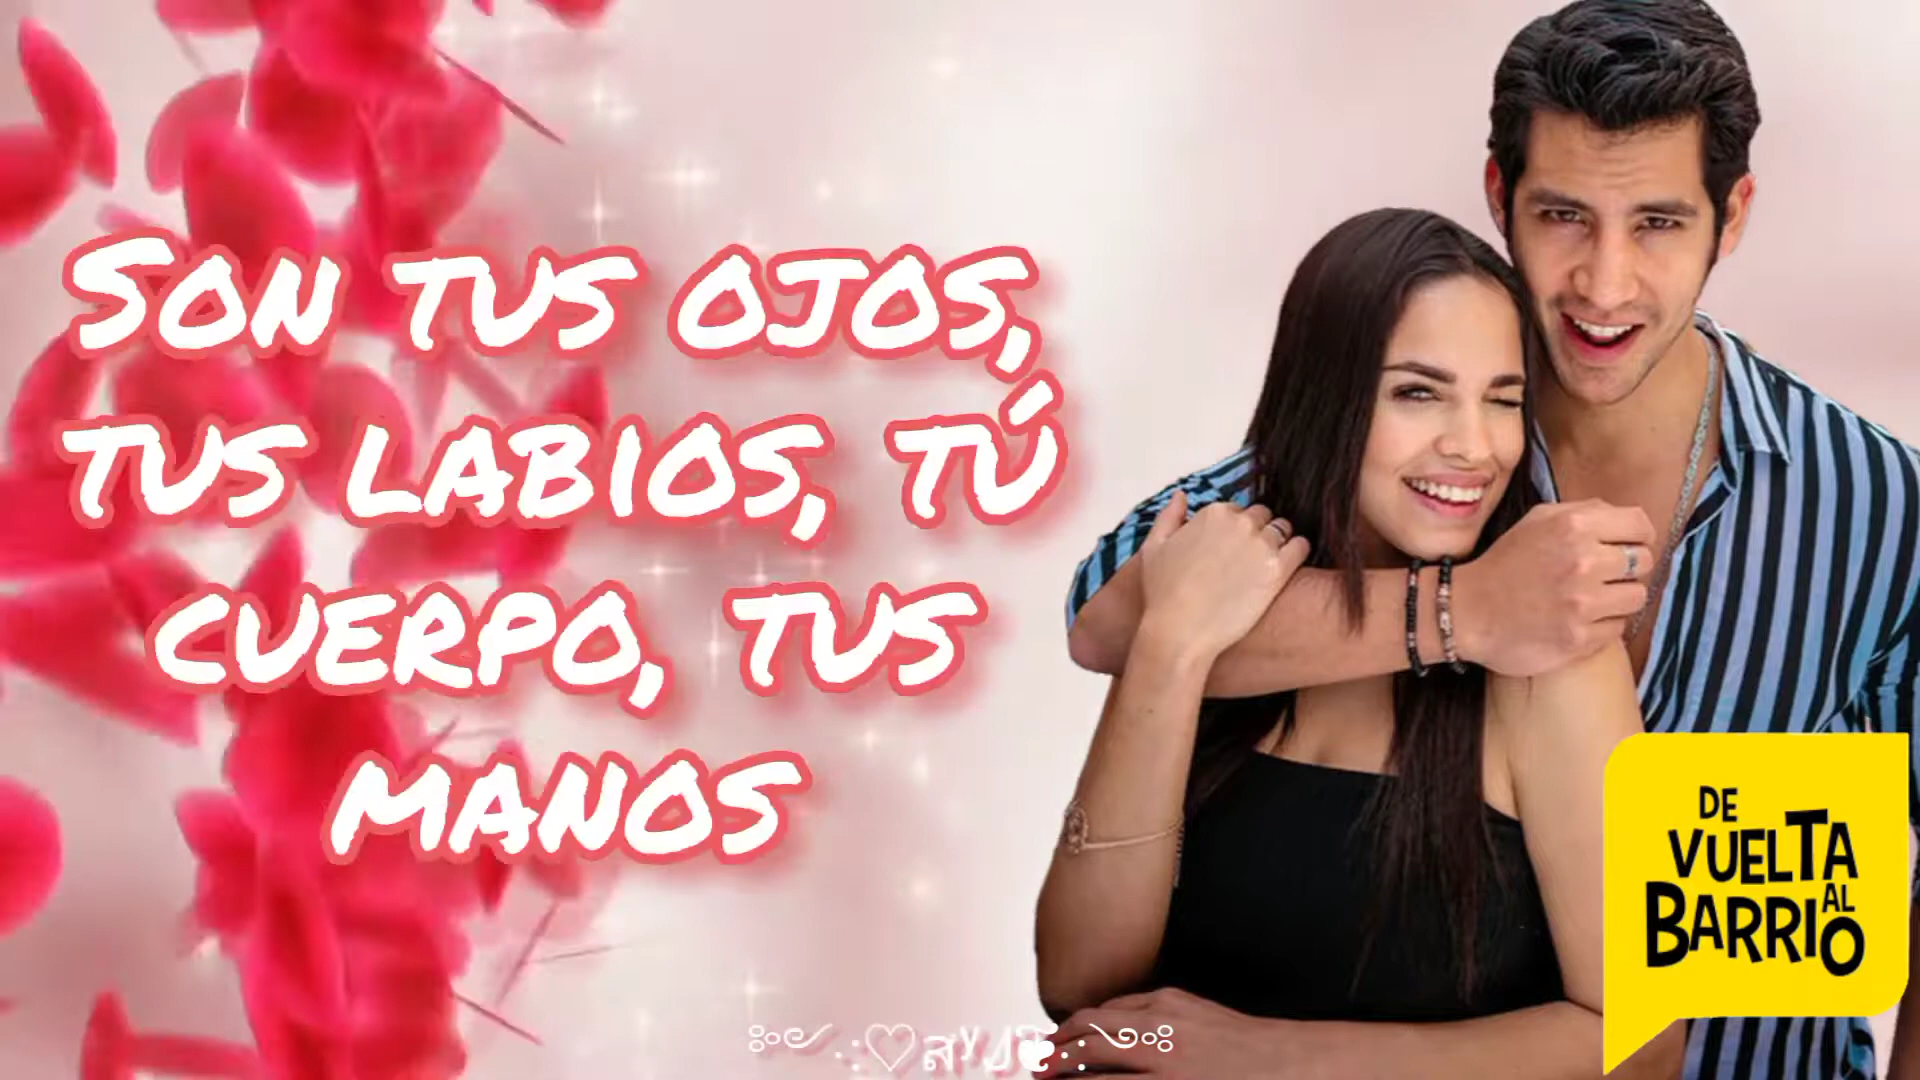 SON TUS OJOS,
TUS LABIOS, TÚ
CUERPO, TUS
MANOS
DE
VUELTA
AL
BARRIO